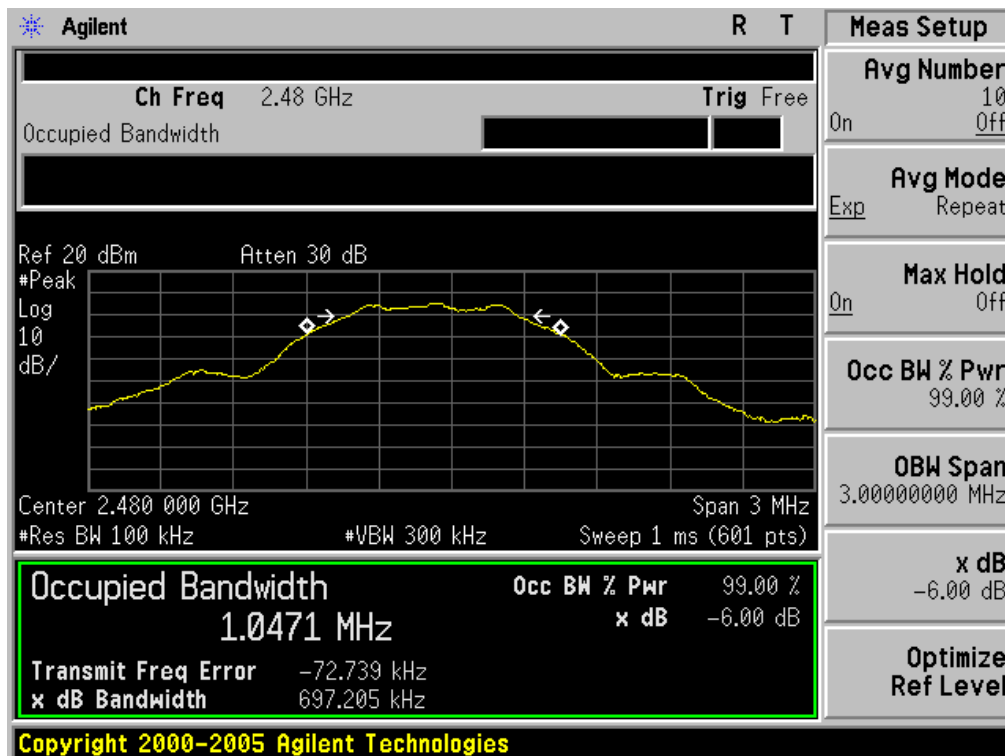 Agilent R T
Ch Freq 2.48 GHz Trig Free
Occupied Bandwidth
Ref 20 dBm Atten 30 dB
#Peak
Log
10
dB/
Center 2.480 000 GHz Span 3 MHz
#Res BW 100 kHz #VBW 300 kHz Sweep 1 ms (601 pts)
Occupied Bandwidth
1.0471 MHz
Occ BW % Pwr 99.00 %
x dB -6.00 dB
Transmit Freq Error -72.739 kHz
x dB Bandwidth 697.205 kHz
Copyright 2000-2005 Agilent Technologies
Meas Setup
Avg Number
10
On Off
Avg Mode
Exp Repeat
Max Hold
On Off
Occ BW % Pwr
99.00 %
OBW Span
3.00000000 MHz
x dB
-6.00 dB
Optimize
Ref Level